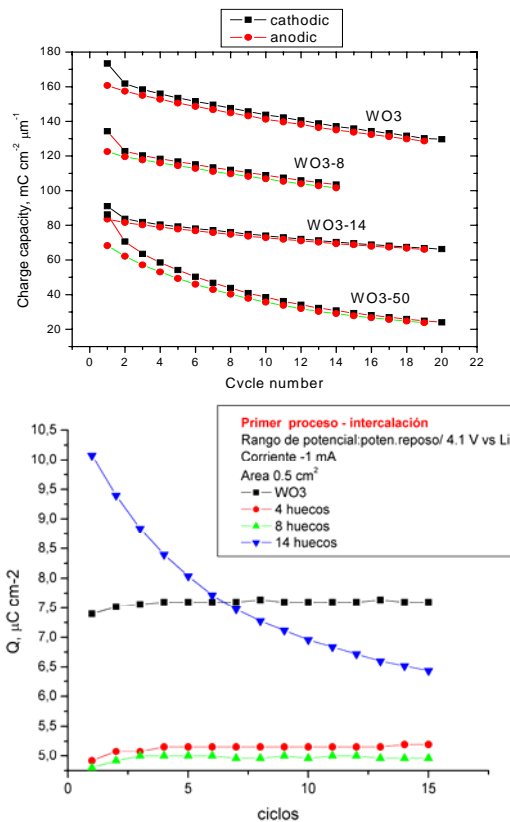 cathodic
anodic
180
160
140
120
100
80
60
40
20
Charge capacity, mC cm⁻² μm⁻¹
WO3
WO3-8
WO3-14
WO3-50
0 2 4 6 8 10 12 14 16 18 20 22
Cycle number
Primer proceso - intercalación
Rango de potencial:poten.reposo/ 4.1 V vs Li
Corriente -1 mA
Area 0.5 cm²
WO3
4 huecos
8 huecos
14 huecos
10,5
10,0
9,5
9,0
8,5
8,0
7,5
7,0
6,5
6,0
5,5
5,0
Q, μC cm-2
0 5 10 15
ciclos